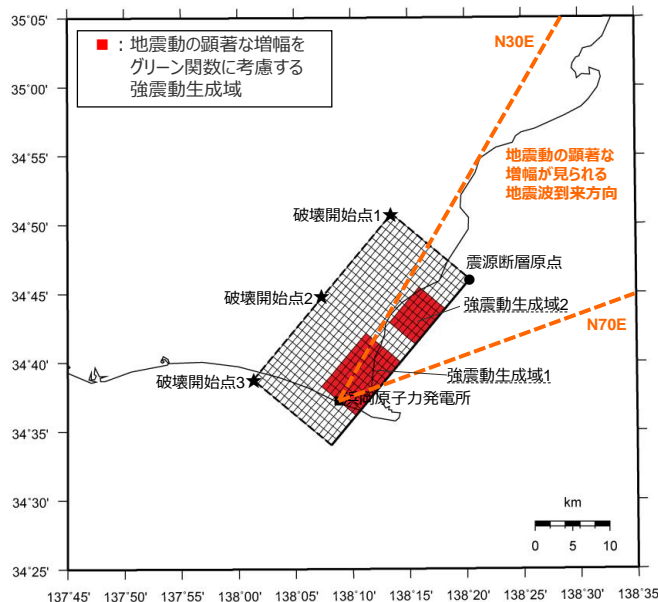 35˚05'
35˚00'
34˚55'
34˚50'
34˚45'
34˚40'
34˚35'
34˚30'
34˚25'
■ : 地震動の顕著な増幅を
グリーン関数に考慮する
強震動生成域
N30E
地震動の顕著な
増幅が見られる
地震波到来方向
破壊開始点1
震源断層原点
破壊開始点2
強震動生成域2
N70E
破壊開始点3
強震動生成域1
岡原子力発電所
km
0 5 10
137˚45' 137˚50' 137˚55' 138˚00' 138˚05' 138˚10' 138˚15' 138˚20' 138˚25' 138˚30' 138˚35'